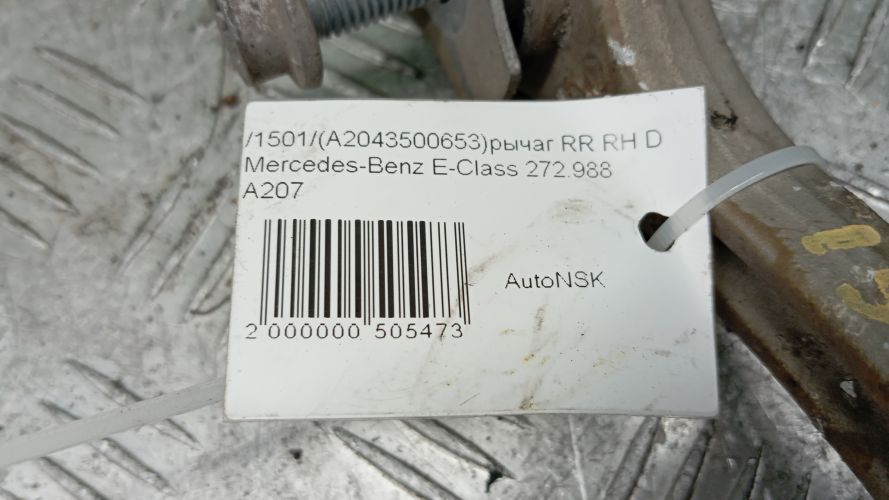 /1501/(A2043500653)рычаг RR RH D
Mercedes-Benz E-Class 272.988
A207
AutoNSK
2 000000 505473